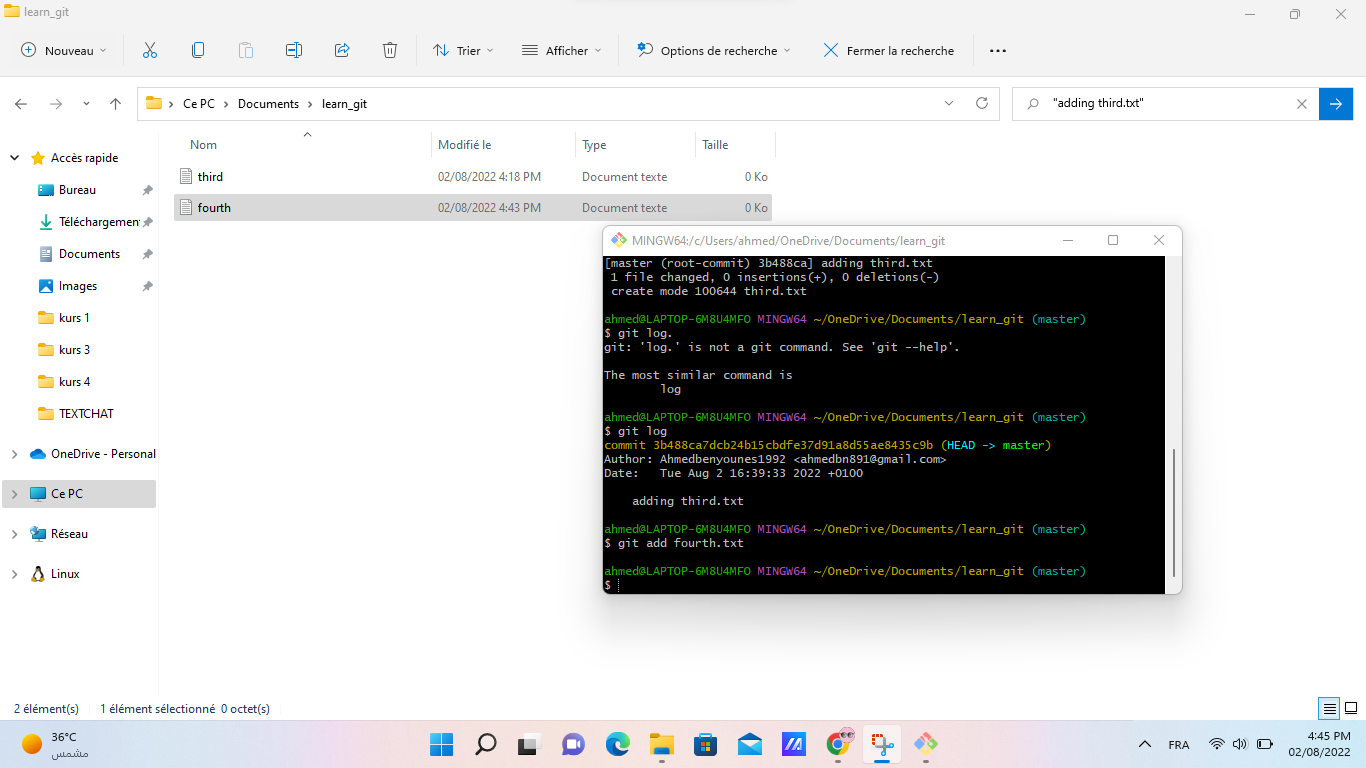 learn_git
Nouveau
Trier
Afficher
Options de recherche
Fermer la recherche
Ce PC > Documents > learn_git
"adding third.txt"
Nom Modifié le Type Taille
third 02/08/2022 4:18 PM Document texte 0 Ko
fourth 02/08/2022 4:43 PM Document texte 0 Ko
Accès rapide
Bureau
Téléchargemen
Documents
Images
kurs 1
kurs 3
kurs 4
TEXTCHAT
OneDrive - Personal
Ce PC
Réseau
Linux
MINGW64:/c/Users/ahmed/OneDrive/Documents/learn_git
[master (root-commit) 3b488ca] adding third.txt
1 file changed, 0 insertions(+), 0 deletions(-)
create mode 100644 third.txt
ahmed@LAPTOP-6M8U4MFO MINGW64 ~/OneDrive/Documents/learn_git (master)
$ git log.
git: 'log.' is not a git command. See 'git --help'.
The most similar command is
log
ahmed@LAPTOP-6M8U4MFO MINGW64 ~/OneDrive/Documents/learn_git (master)
$ git log
commit 3b488ca7dcb24b15cbdfe37d91a8d55ae8435c9b (HEAD -> master)
Author: Ahmedbenyounes1992 <ahmedbn891@gmail.com>
Date:   Tue Aug 2 16:39:33 2022 +0100
adding third.txt
ahmed@LAPTOP-6M8U4MFO MINGW64 ~/OneDrive/Documents/learn_git (master)
$ git add fourth.txt
ahmed@LAPTOP-6M8U4MFO MINGW64 ~/OneDrive/Documents/learn_git (master)
$
2 élément(s) 1 élément sélectionné 0 octet(s)
36°C
مشمس
FRA
4:45 PM
02/08/2022